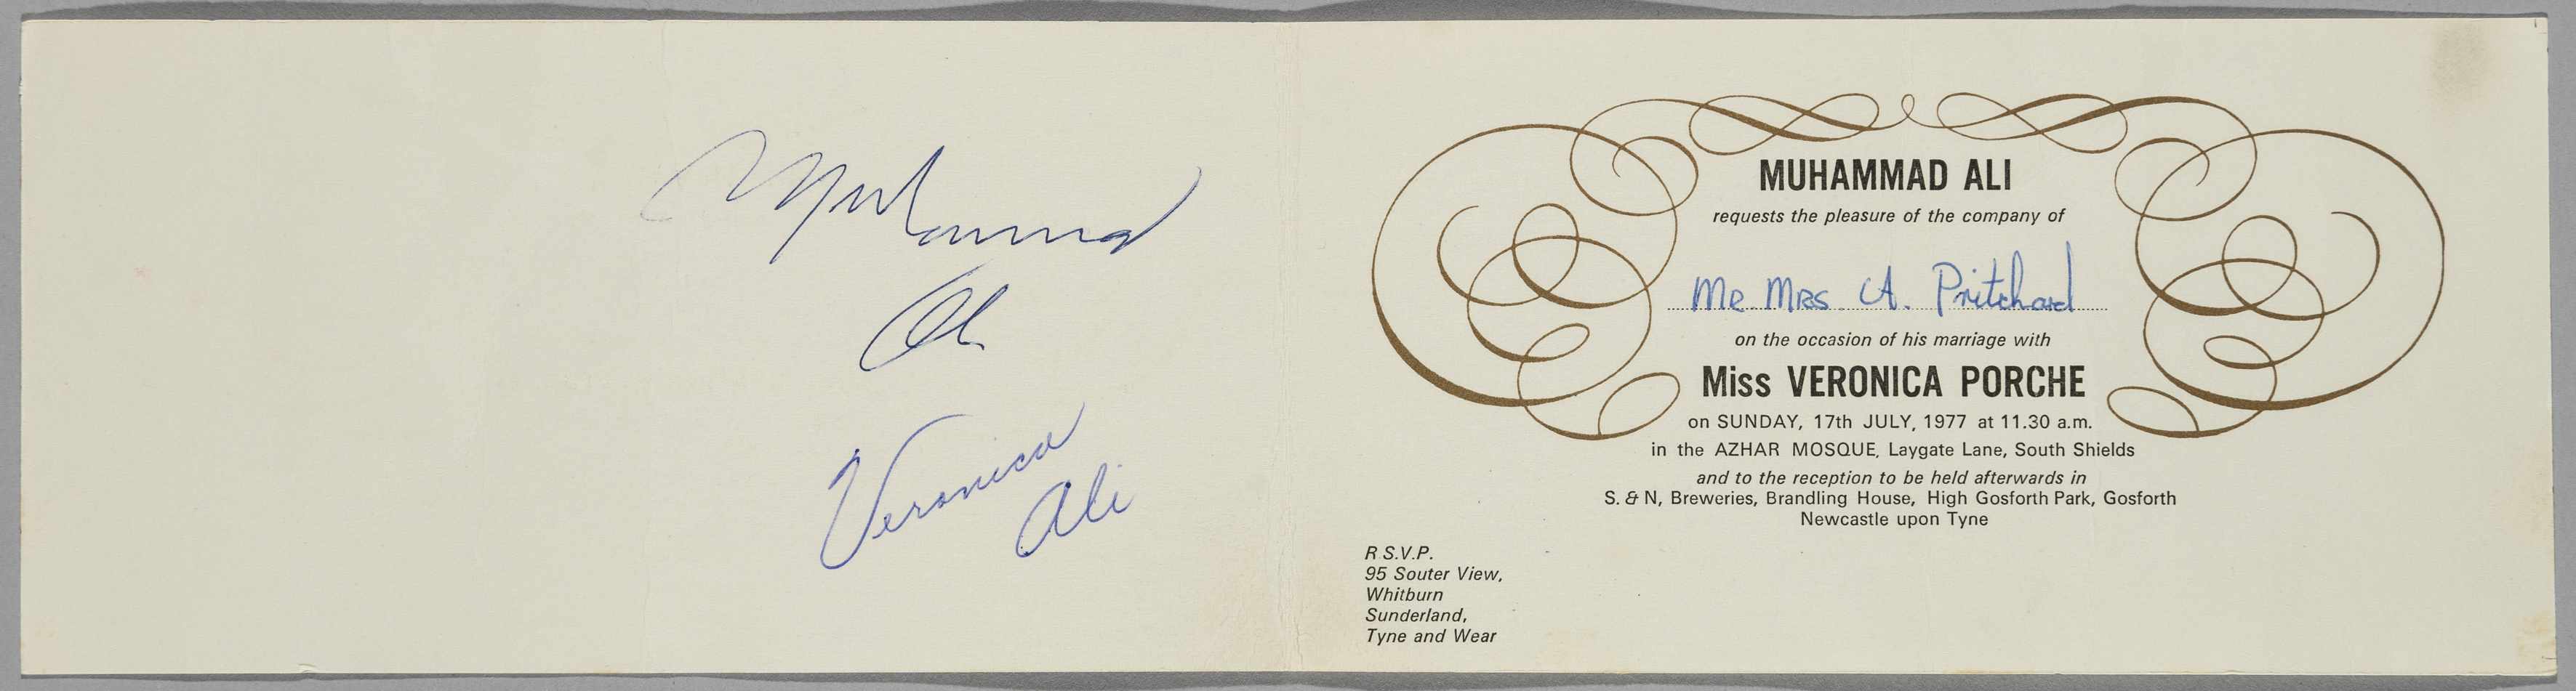 Muhammad
Ali
Veronica
Ali
MUHAMMAD ALI
requests the pleasure of the company of
Mr Mrs. A. Pritchard
on the occasion of his marriage with
Miss VERONICA PORCHE
on SUNDAY, 17th JULY, 1977 at 11.30 a.m.
in the AZHAR MOSQUE, Laygate Lane, South Shields
and to the reception to be held afterwards in
S. & N, Breweries, Brandling House, High Gosforth Park, Gosforth
Newcastle upon Tyne
R S.V.P.
95 Souter View,
Whitburn
Sunderland,
Tyne and Wear